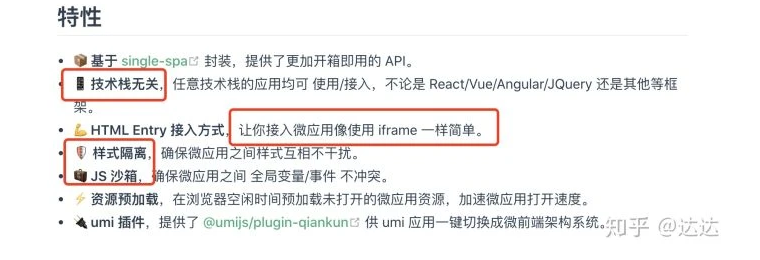 特性
📦 基于 single-spa 封装，提供了更加开箱即用的 API。
📱 技术栈无关，任意技术栈的应用均可 使用/接入，不论是 React/Vue/Angular/JQuery 还是其他等框
架。
💪 HTML Entry 接入方式，让你接入微应用像使用 iframe 一样简单。
🛡 样式隔离，确保微应用之间样式互相不干扰。
🧳 JS 沙箱，确保微应用之间 全局变量/事件 不冲突。
⚡ 资源预加载，在浏览器空闲时间预加载未打开的微应用资源，加速微应用打开速度。
🔌 umi 插件，提供了 @umijs/plugin-qiankun 供 umi 应用一键切换成微前端架构系统。
知乎 @达达